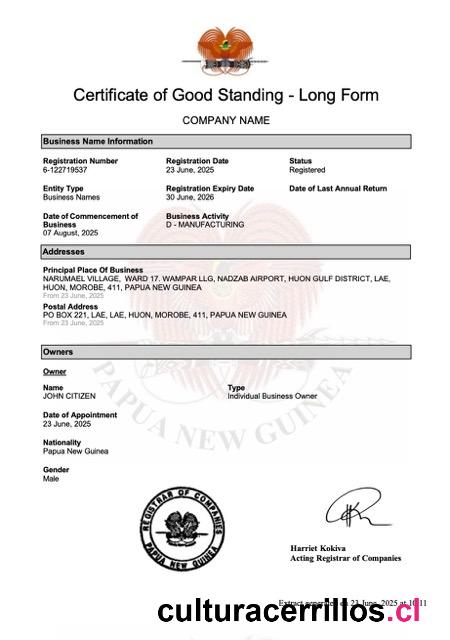 Certificate of Good Standing - Long Form
COMPANY NAME
Business Name Information
Registration Number
6-122719537
Registration Date
23 June, 2025
Status
Registered
Entity Type
Business Names
Registration Expiry Date
30 June, 2026
Date of Last Annual Return
Date of Commencement of
Business
07 August, 2025
Business Activity
D - MANUFACTURING
Addresses
Principal Place Of Business
NARUMAEL VILLAGE, WARD 17. WAMPAR LLG, NADZAB AIRPORT, HUON GULF DISTRICT, LAE,
HUON, MOROBE, 411, PAPUA NEW GUINEA
From 23 June, 2025
Postal Address
PO BOX 221, LAE, LAE, HUON, MOROBE, 411, PAPUA NEW GUINEA
From 23 June, 2025
Owners
Owner
Name
JOHN CITIZEN
Type
Individual Business Owner
Date of Appointment
23 June, 2025
Nationality
Papua New Guinea
Gender
Male
PAPUA NEW GUINEA
REGISTRAR OF COMPANIES
PAPUA NEW GUINEA
Harriet Kokiva
Acting Registrar of Companies
Extract generated on 23 June, 2025 at 10:11
culturacerrillos.cl